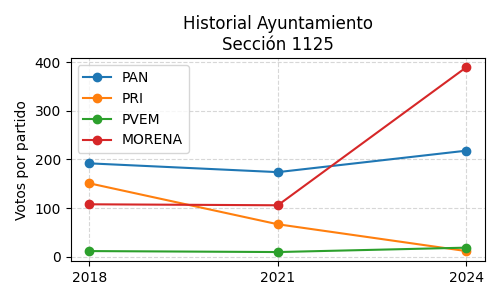 Historial Ayuntamiento
Sección 1125
Votos por partido
400
300
200
100
0
PAN
PRI
PVEM
MORENA
2018
2021
2024